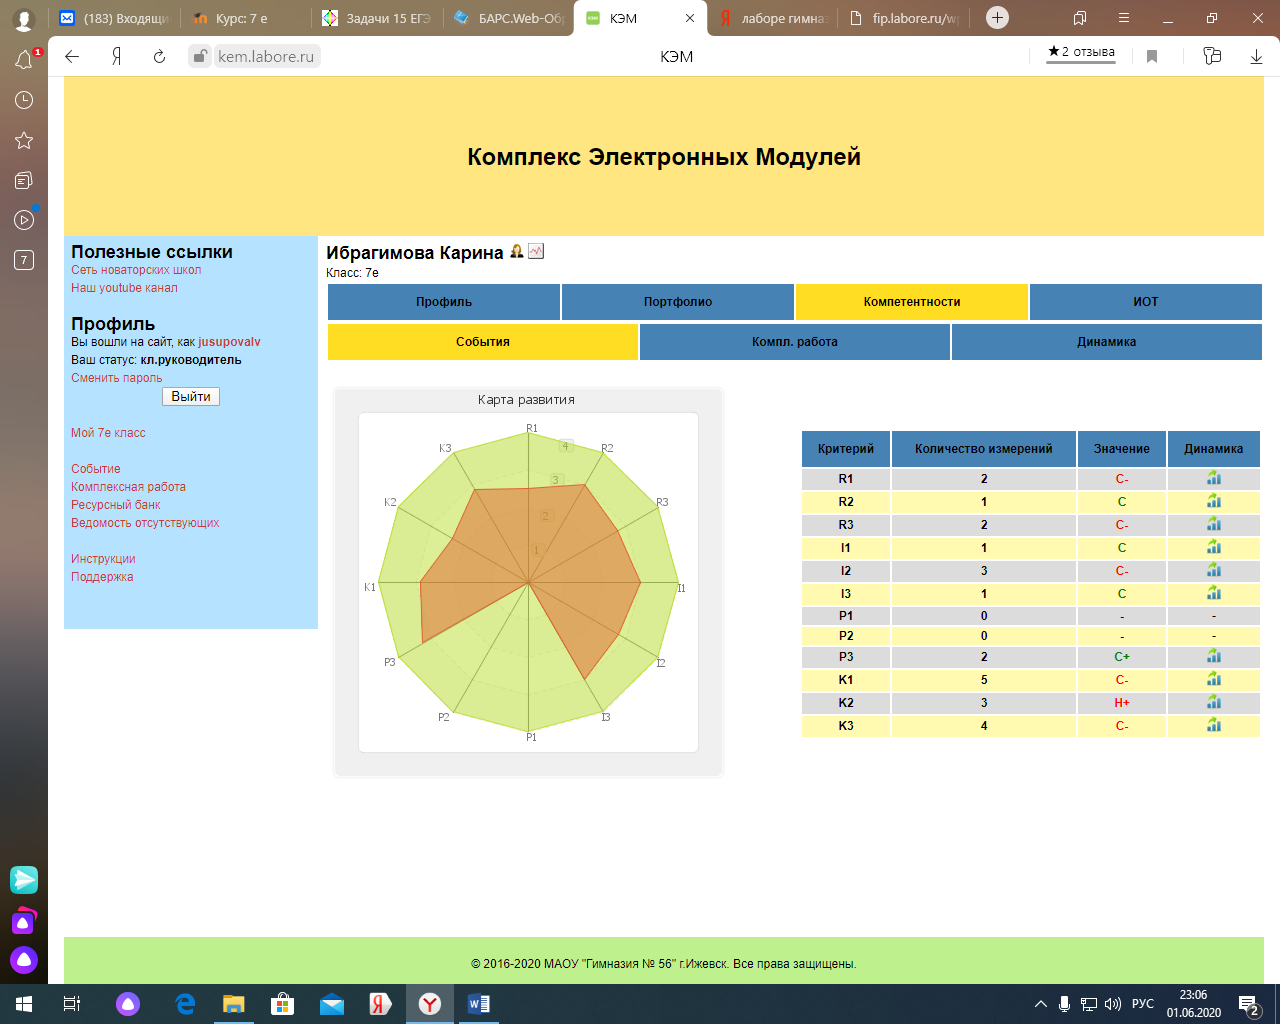 (183) Входящи
Курс: 7 е
Задачи 15 ЕГЭ
БАРС.Web-Об
КЭМ
лаборе гимна
fip.labore.ru/w
kem.labore.ru
КЭМ
★2 отзыва
1
7
Комплекс Электронных Модулей
Полезные ссылки
Сеть новаторских школ
Наш youtube канал
Профиль
Вы вошли на сайт, как jusupovalv
Ваш статус: кл.руководитель
Сменить пароль
Выйти
Мой 7е класс
Событие
Комплексная работа
Ресурсный банк
Ведомость отсутствующих
Инструкции
Поддержка
Ибрагимова Карина
Класс: 7е
Профиль Портфолио Компетентности ИОТ
События Компл. работа Динамика
Карта развития
R1
R2
R3
I1
I2
I3
P1
P2
P3
K1
K2
K3
4
3
2
1
Критерий Количество измерений Значение Динамика
R1 2 С-
R2 1 С
R3 2 С-
I1 1 С
I2 3 С-
I3 1 С
P1 0 - -
P2 0 - -
P3 2 С+
K1 5 С-
K2 3 Н+
K3 4 С-
© 2016-2020 МАОУ "Гимназия № 56" г.Ижевск. Все права защищены.
РУС
23:06
01.06.2020
2